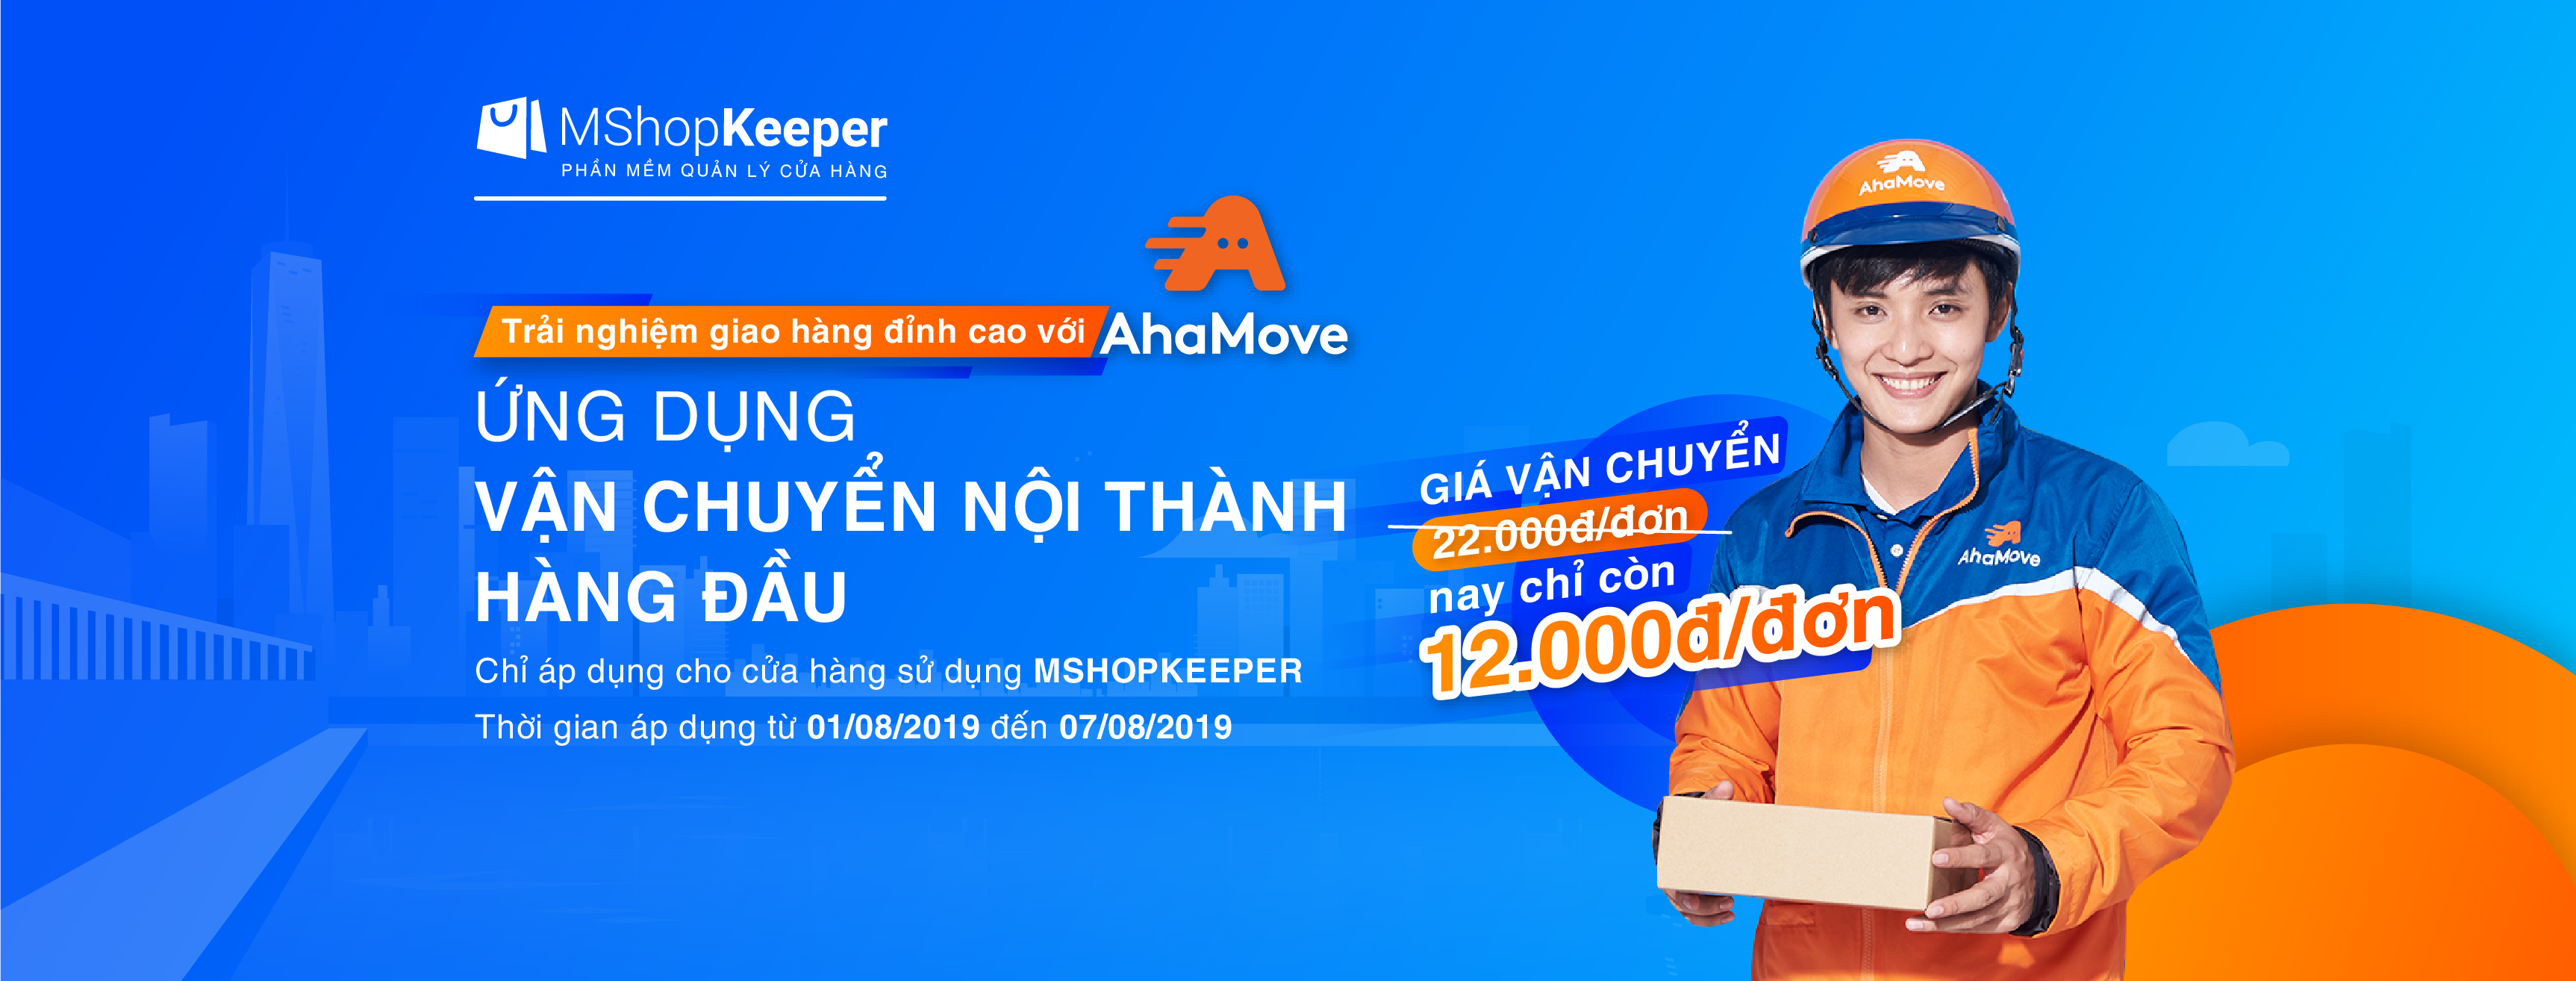 MShopKeeper
PHẦN MỀM QUẢN LÝ CỬA HÀNG
Trải nghiệm giao hàng đỉnh cao với
AhaMove
ỨNG DỤNG
VẬN CHUYỂN NỘI THÀNH
HÀNG ĐẦU
Chỉ áp dụng cho cửa hàng sử dụng MSHOPKEEPER
Thời gian áp dụng từ 01/08/2019 đến 07/08/2019
GIÁ VẬN CHUYỂN
22.000đ/đơn
nay chỉ còn
12.000đ/đơn
AhaMove
AhaMove